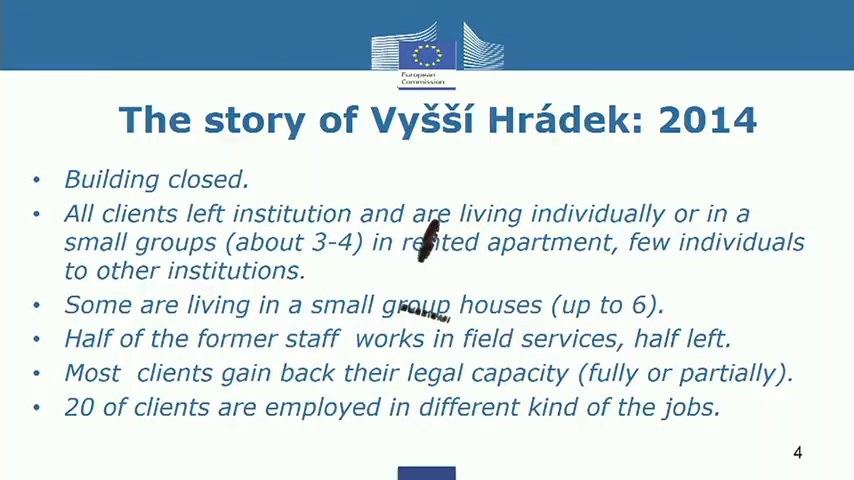 European
Commission
The story of Vyšší Hrádek: 2014
• Building closed.
• All clients left institution and are living individually or in a
small groups (about 3-4) in rented apartment, few individuals
to other institutions.
• Some are living in a small group houses (up to 6).
• Half of the former staff works in field services, half left.
• Most clients gain back their legal capacity (fully or partially).
• 20 of clients are employed in different kind of the jobs.
4